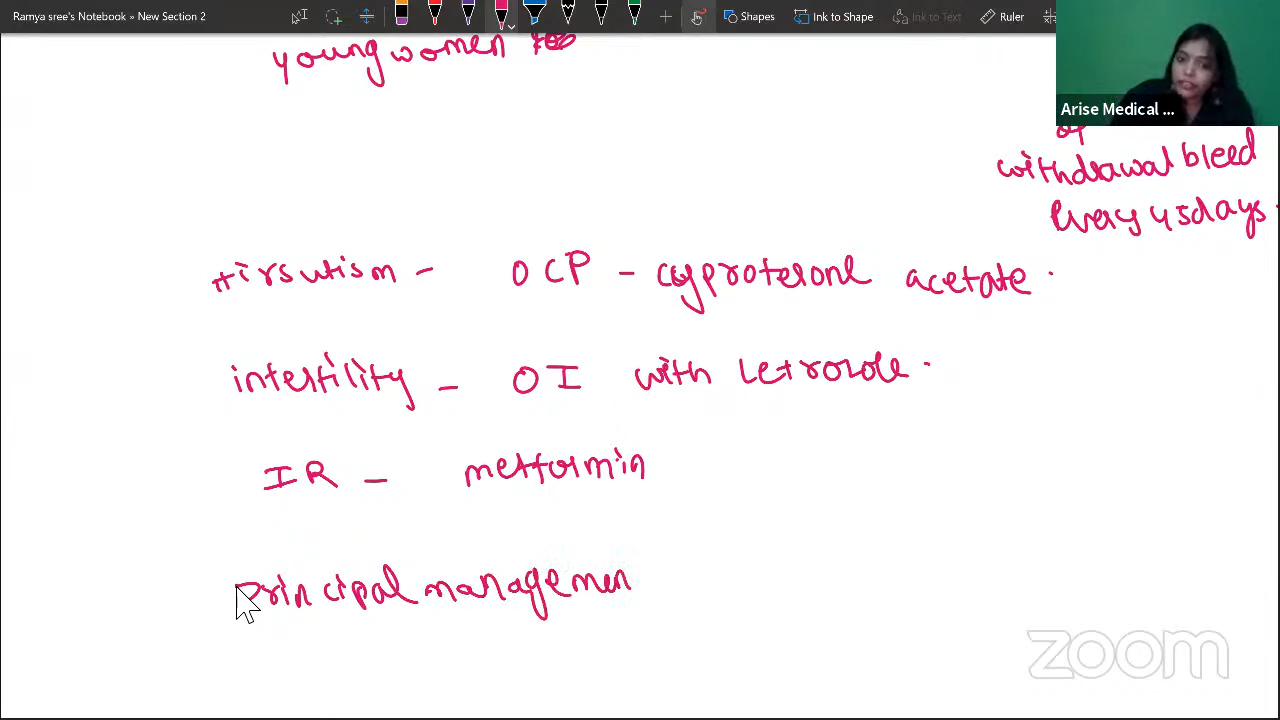 Ramya sree's Notebook » New Section 2
Shapes
Ink to Shape
Ink to Text
Ruler
Arise Medical ...
young women
of
withdrawal bleed
Every 45days.
Hirsutism - OCP - cyproterone acetate.
infertility - OI with Letrozole.
IR - metformin
Principal managemen
zoom